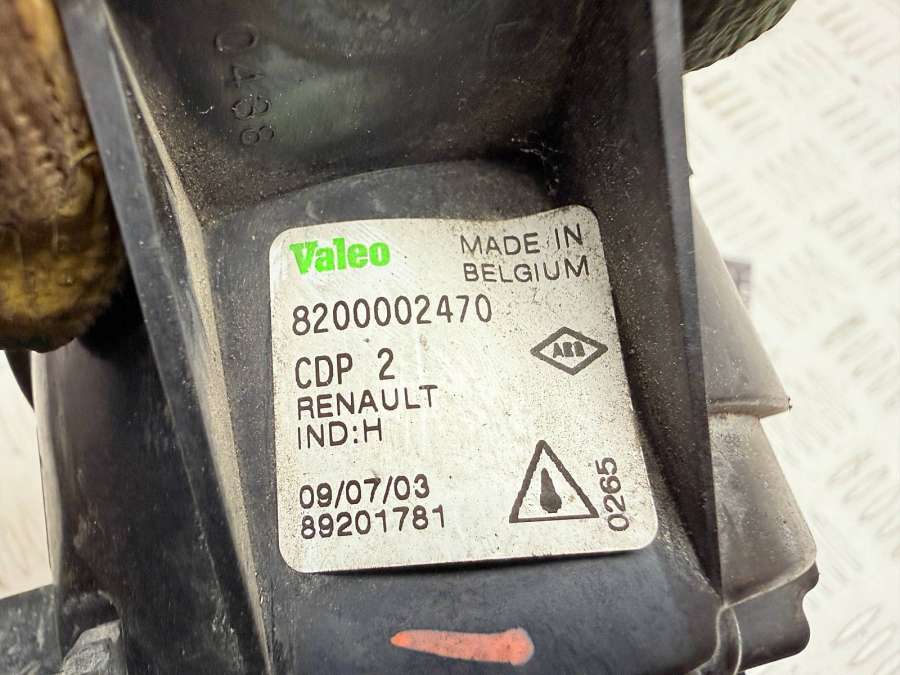 0488
Valeo
MADE IN
BELGIUM
8200002470
CDP 2
RENAULT
IND:H
09/07/03
89201781
0265